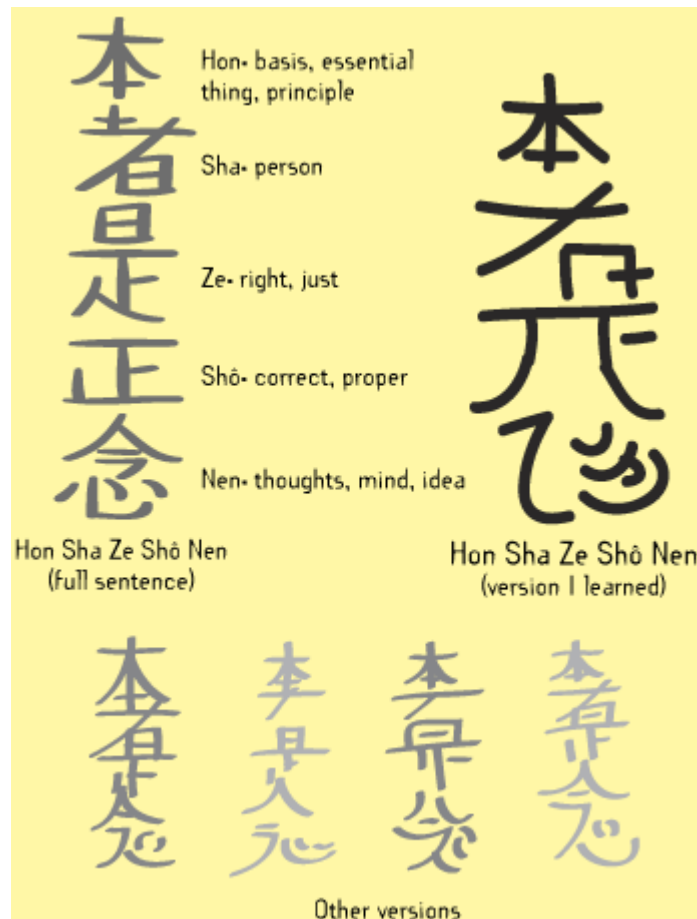 本
Hon- basis, essential
thing, principle
者
Sha- person
是
Ze- right, just
正
Shô- correct, proper
念
Nen- thoughts, mind, idea
Hon Sha Ze Shô Nen
(full sentence)
Hon Sha Ze Shô Nen
(version I learned)
Other versions